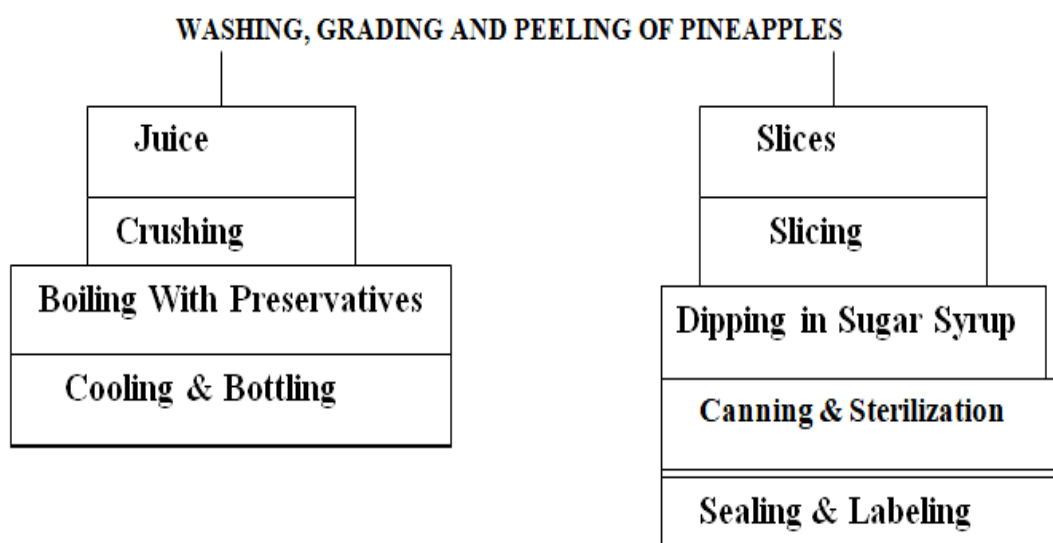 WASHING, GRADING AND PEELING OF PINEAPPLES
Juice
Crushing
Boiling With Preservatives
Cooling & Bottling
Slices
Slicing
Dipping in Sugar Syrup
Canning & Sterilization
Sealing & Labeling